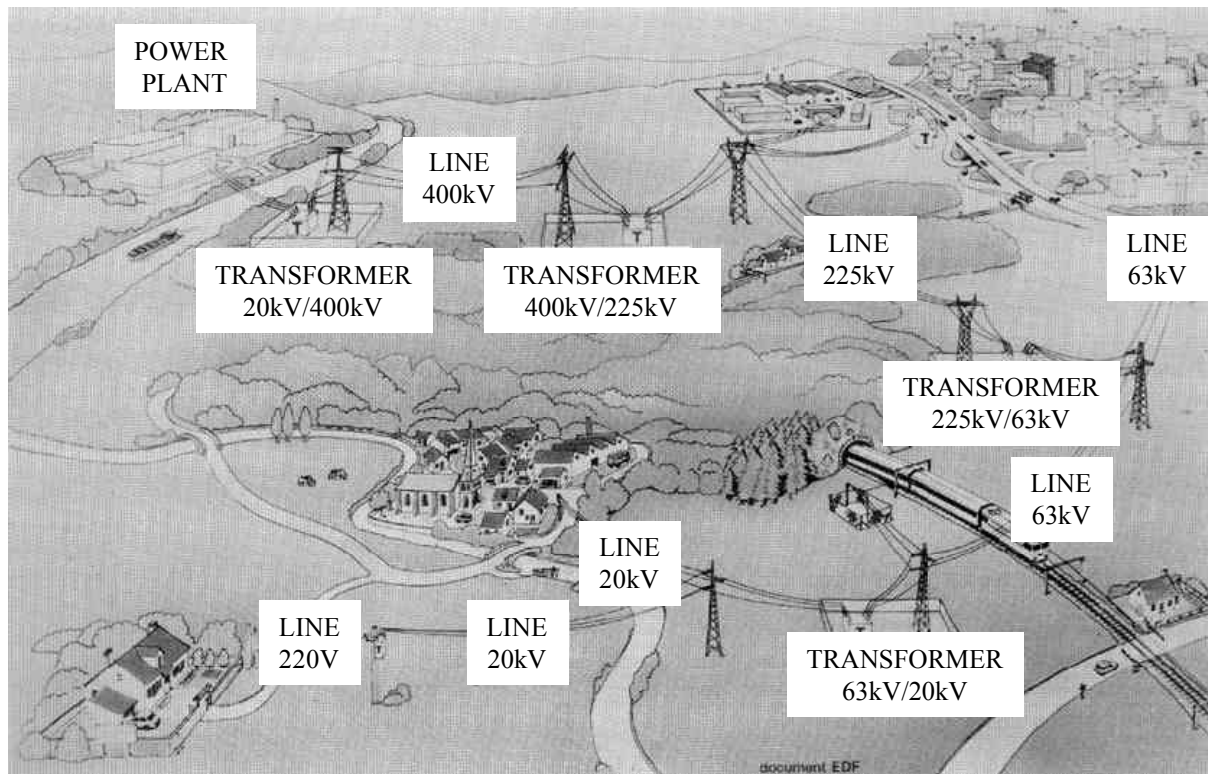 POWER
PLANT
LINE
400kV
TRANSFORMER
20kV/400kV
TRANSFORMER
400kV/225kV
LINE
225kV
LINE
63kV
TRANSFORMER
225kV/63kV
LINE
63kV
LINE
20kV
LINE
220V
LINE
20kV
TRANSFORMER
63kV/20kV
document EDF